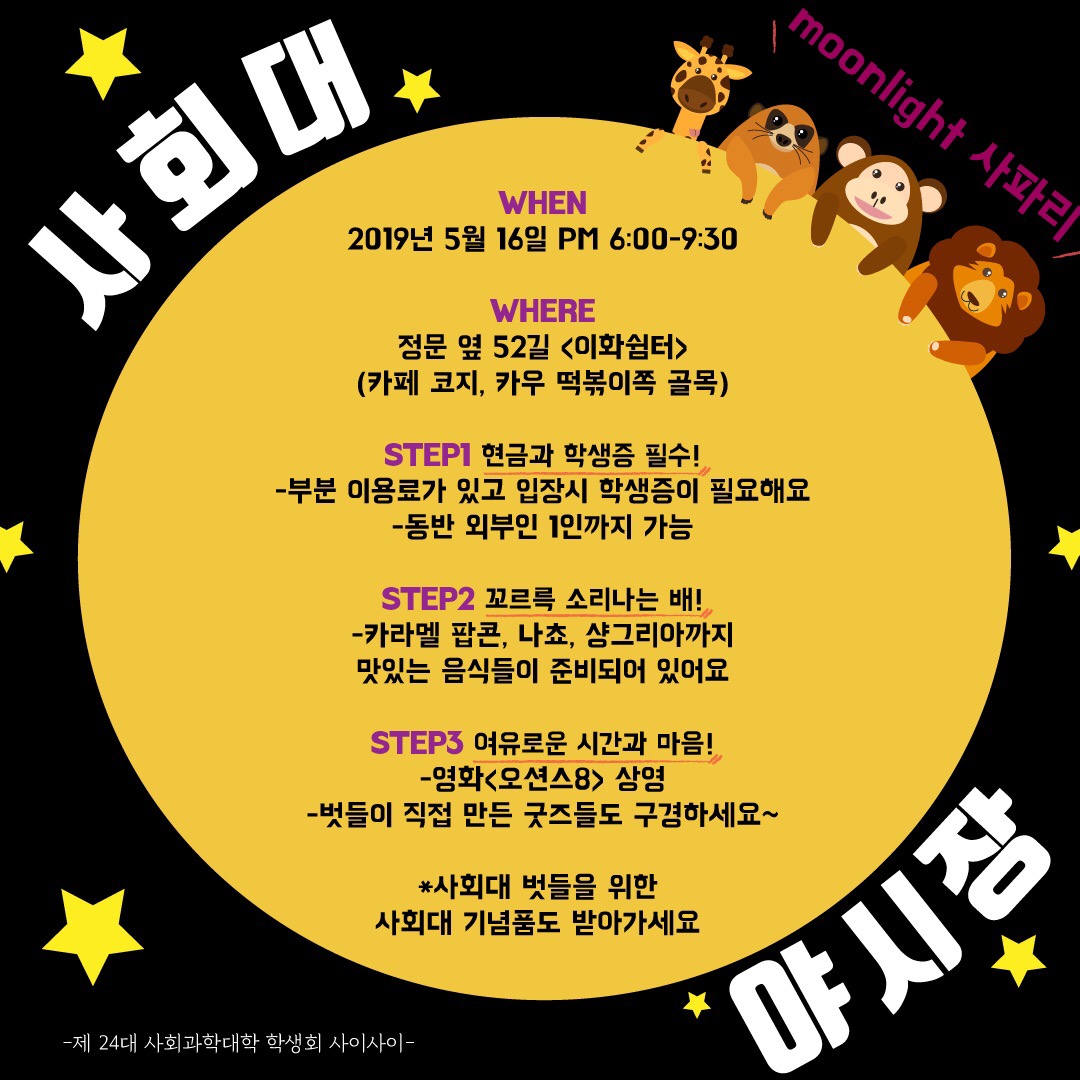 사회대
moonlight 사파리
WHEN
2019년 5월 16일 PM 6:00-9:30
WHERE
정문 옆 52길 <이화쉼터>
(카페 코지, 카우 떡볶이쪽 골목)
STEP1 현금과 학생증 필수!
-부분 이용료가 있고 입장시 학생증이 필요해요
-동반 외부인 1인까지 가능
STEP2 꼬르륵 소리나는 배!
-카라멜 팝콘, 나쵸, 샹그리아까지
맛있는 음식들이 준비되어 있어요
STEP3 여유로운 시간과 마음!
-영화<오션스8> 상영
-벗들이 직접 만든 굿즈들도 구경하세요~
*사회대 벗들을 위한
사회대 기념품도 받아가세요
야시장
-제 24대 사회과학대학 학생회 사이사이-